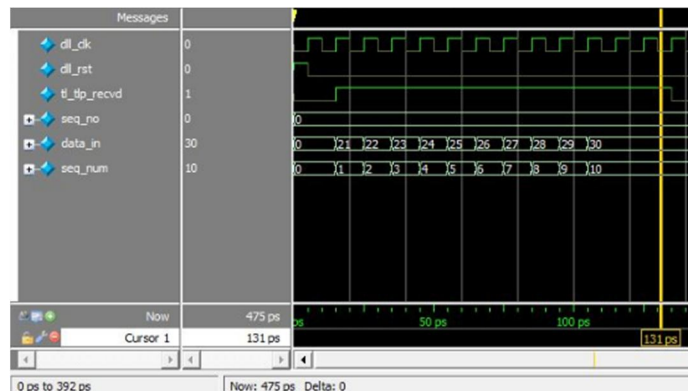 Messages
dll_clk 0
dll_rst 0
tl_tlp_recvd 1
seq_no 0 0
data_in 30 0 21 22 23 24 25 26 27 28 29 30
seq_num 10 0 1 2 3 4 5 6 7 8 9 10
Now 475 ps ps 50 ps 100 ps
Cursor 1 131 ps 131 ps
0 ps to 392 ps Now: 475 ps Delta: 0